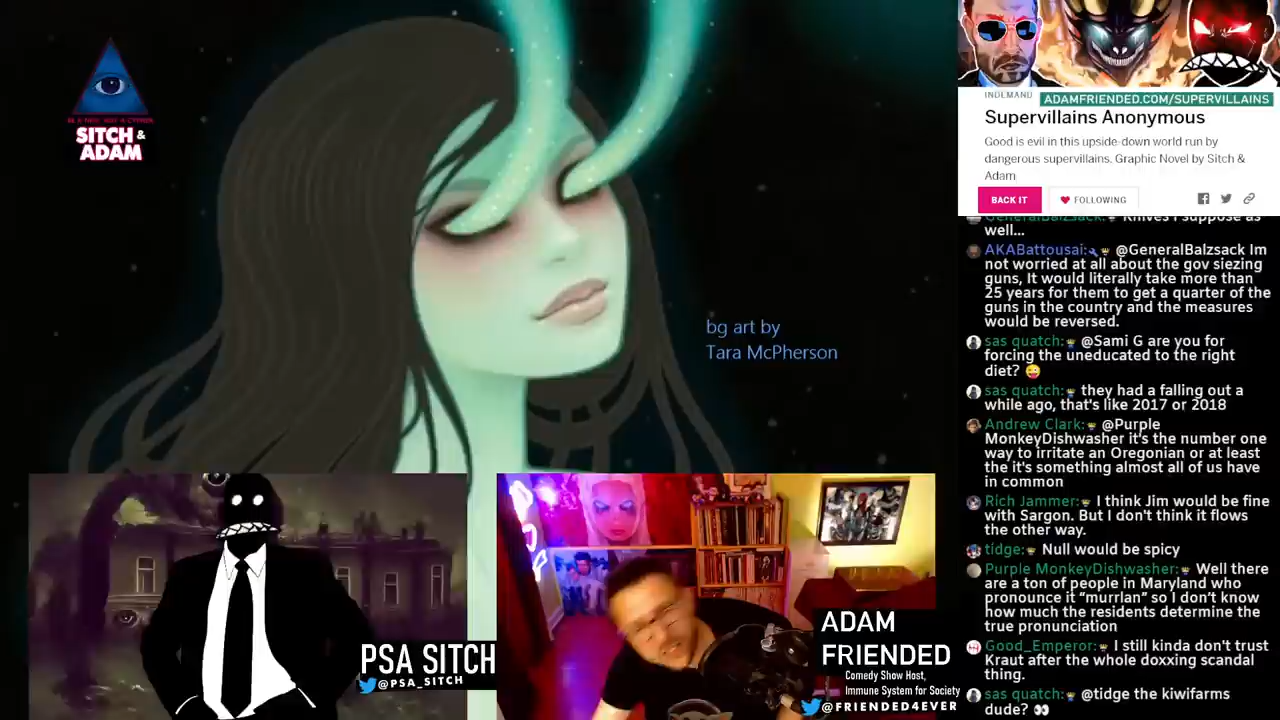 SITCH &
ADAM
bg art by
Tara McPherson
PSA SITCH
@PSA_SITCH
ADAM
FRIENDED
Comedy Show Host,
Immune System for Society
@FRIENDED4EVER
INDEMAND
ADAMFRIENDED.COM/SUPERVILLAINS
Supervillains Anonymous
Good is evil in this upside-down world run by
dangerous supervillains. Graphic Novel by Sitch &
Adam
BACK IT
FOLLOWING
GeneralBalzsack: Knives I suppose as
well...
AKABattousai: @GeneralBalzsack Im
not worried at all about the gov siezing
guns, It would literally take more than
25 years for them to get a quarter of the
guns in the country and the measures
would be reversed.
sas quatch: @Sami G are you for
forcing the uneducated to the right
diet? 😜
sas quatch: they had a falling out a
while ago, that's like 2017 or 2018
Andrew Clark: @Purple
MonkeyDishwasher it's the number one
way to irritate an Oregonian or at least
the it's something almost all of us have
in common
Rich Jammer: I think Jim would be fine
with Sargon. But I don't think it flows
the other way.
tidge: Null would be spicy
Purple MonkeyDishwasher: Well there
are a ton of people in Maryland who
pronounce it “murrlan” so I don't know
how much the residents determine the
true pronunciation
Good_Emperor: I still kinda don't trust
Kraut after the whole doxxing scandal
thing.
sas quatch: @tidge the kiwifarms
dude? 👀